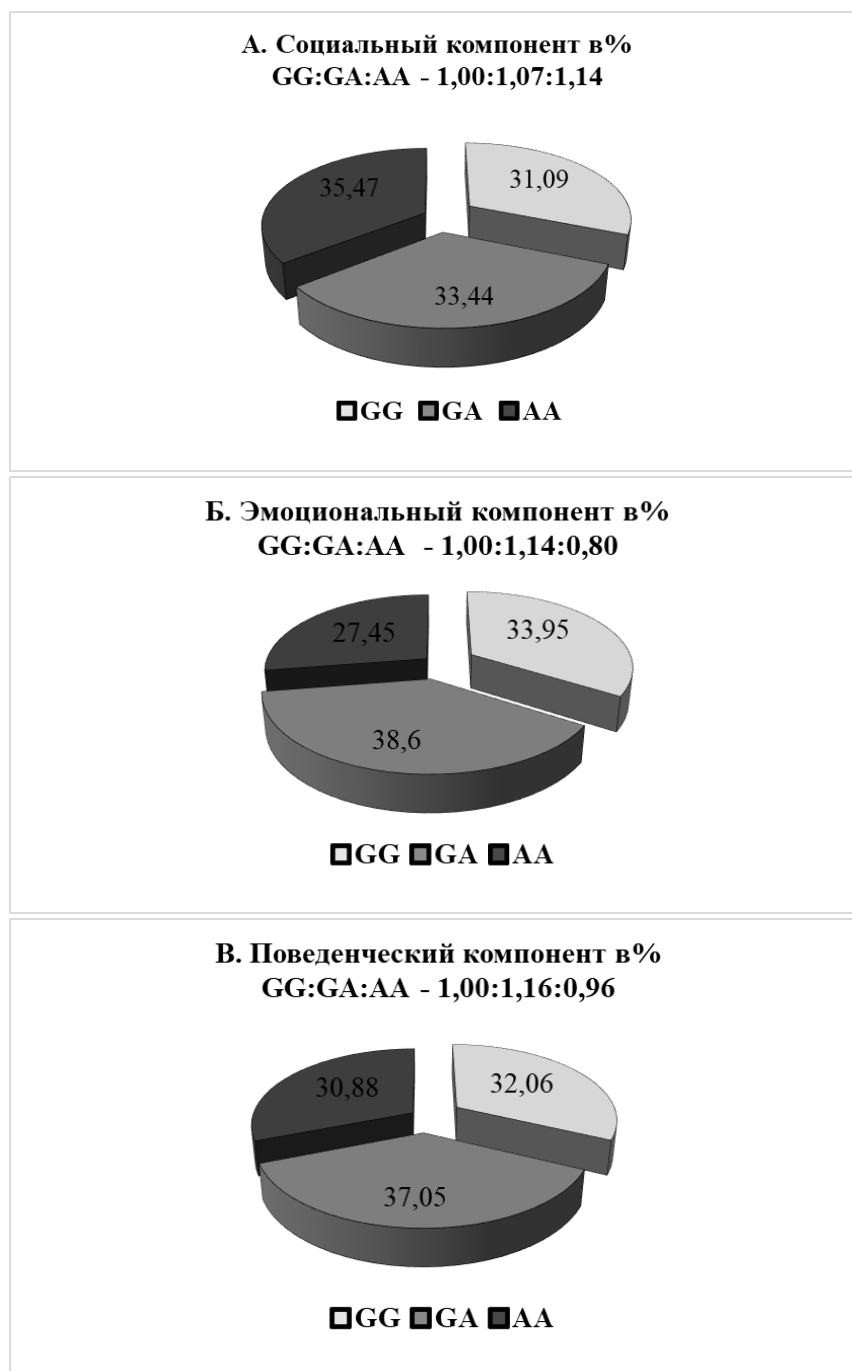 А. Социальный компонент в%
GG:GA:AA - 1,00:1,07:1,14
35,47
31,09
33,44
GG GA AA
Б. Эмоциональный компонент в%
GG:GA:AA - 1,00:1,14:0,80
27,45
33,95
38,6
GG GA AA
В. Поведенческий компонент в%
GG:GA:AA - 1,00:1,16:0,96
30,88
32,06
37,05
GG GA AA